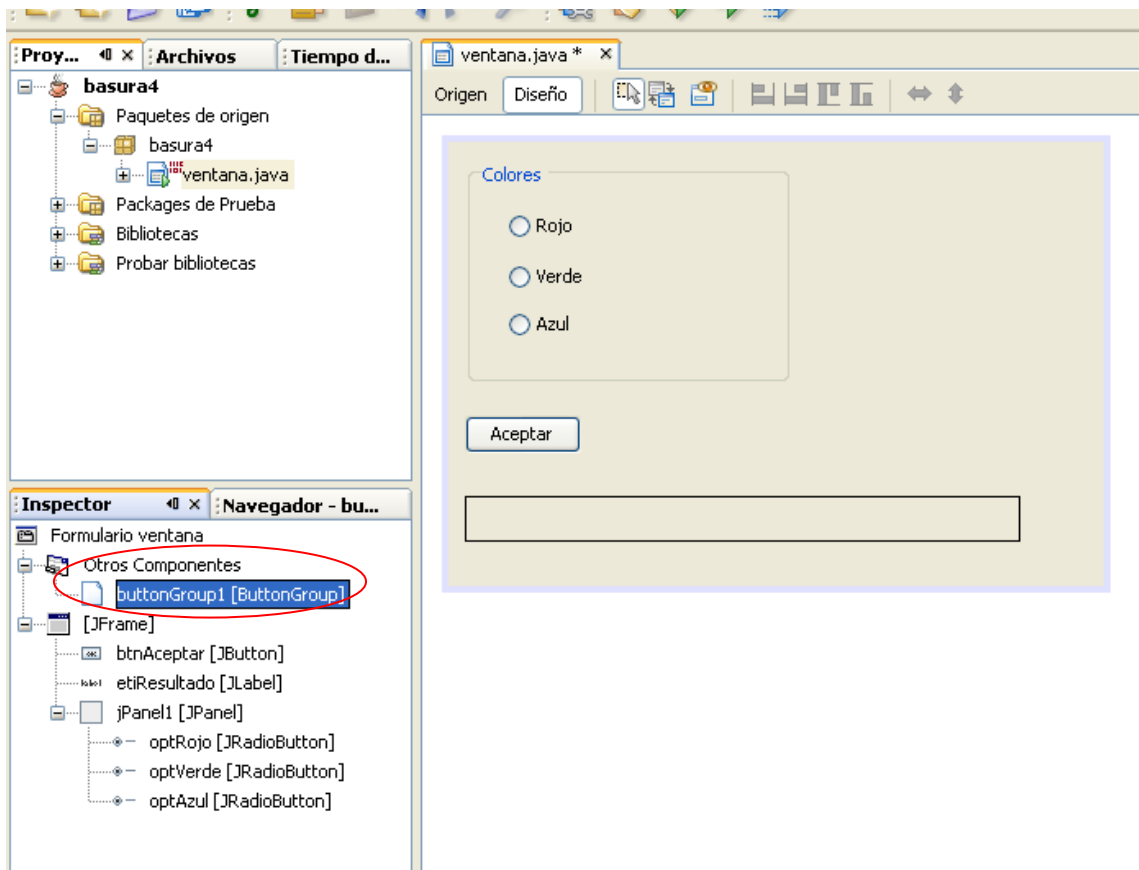 Proy...
Archivos
Tiempo d...
basura4
Paquetes de origen
basura4
ventana.java
Packages de Prueba
Bibliotecas
Probar bibliotecas
Inspector
Navegador - bu...
Formulario ventana
Otros Componentes
buttonGroup1 [ButtonGroup]
[JFrame]
btnAceptar [JButton]
etiResultado [JLabel]
jPanel1 [JPanel]
optRojo [JRadioButton]
optVerde [JRadioButton]
optAzul [JRadioButton]
ventana.java *
Origen Diseño
Colores
Rojo
Verde
Azul
Aceptar